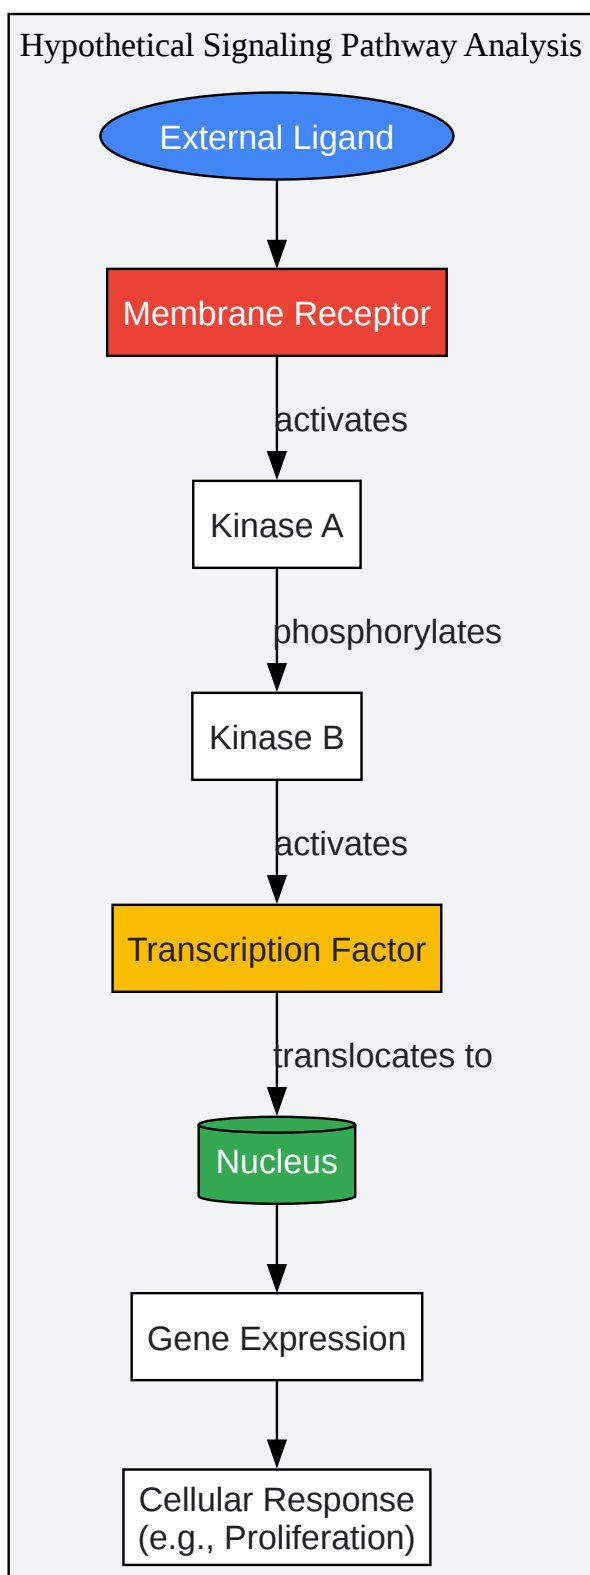 Hypothetical Signaling Pathway Analysis
External Ligand
Membrane Receptor
activates
Kinase A
phosphorylates
Kinase B
activates
Transcription Factor
translocates to
Nucleus
Gene Expression
Cellular Response
(e.g., Proliferation)